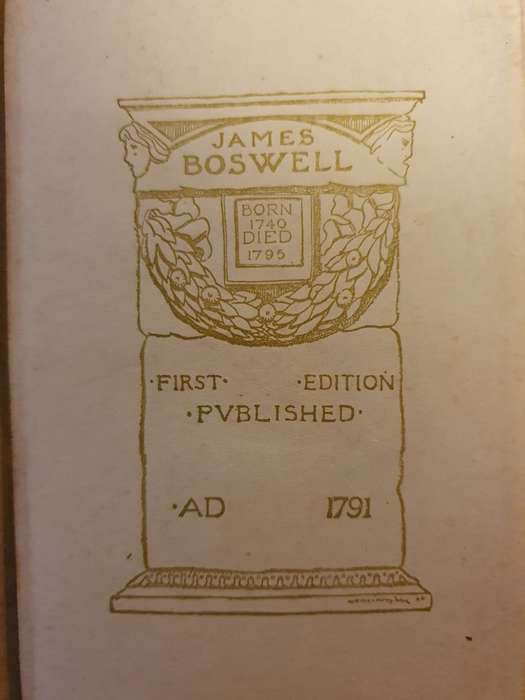 JAMES
BOSWELL
BORN
1740
DIED
1795
·FIRST· ·EDITION
·PVBLISHED·
·AD 1791